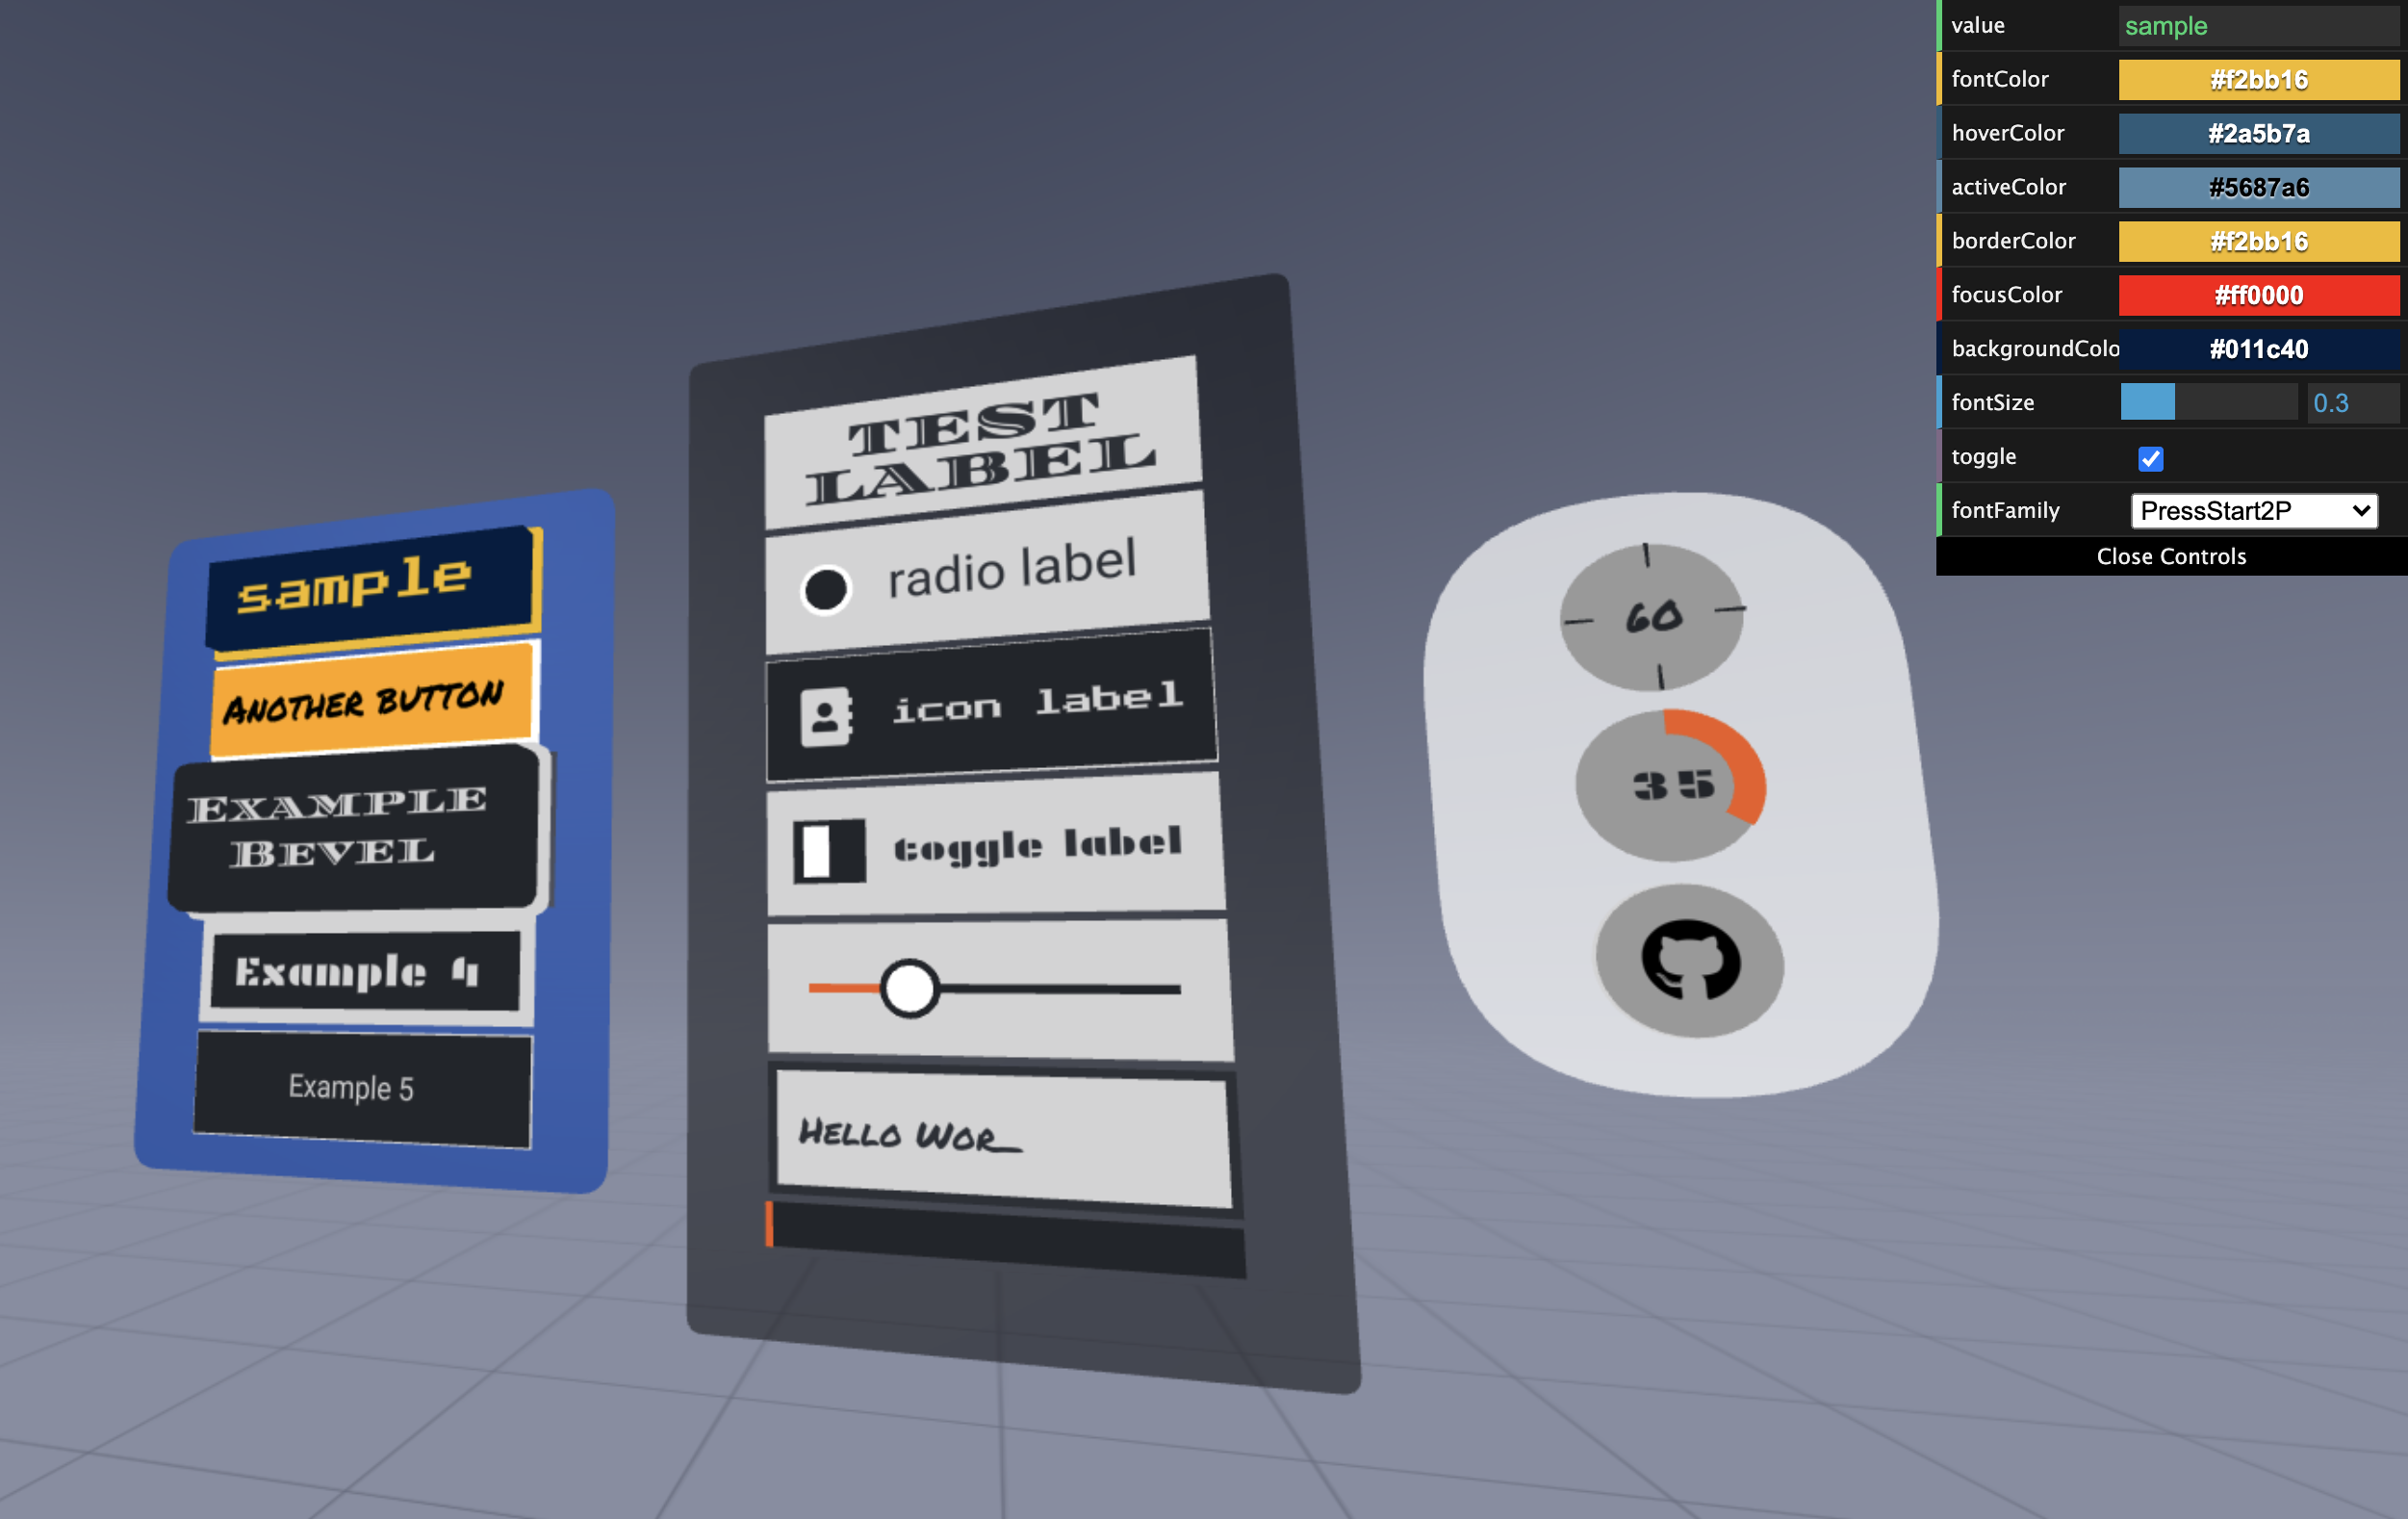 sample
ANOTHER BUTTON
EXAMPLE
BEVEL
Example 4
Example 5
TEST
LABEL
radio label
icon label
toggle label
HELLO WOR_
60
35
value sample
fontColor #f2bb16
hoverColor #2a5b7a
activeColor #5687a6
borderColor #f2bb16
focusColor #ff0000
backgroundColo #011c40
fontSize 0.3
toggle
fontFamily PressStart2P
Close Controls